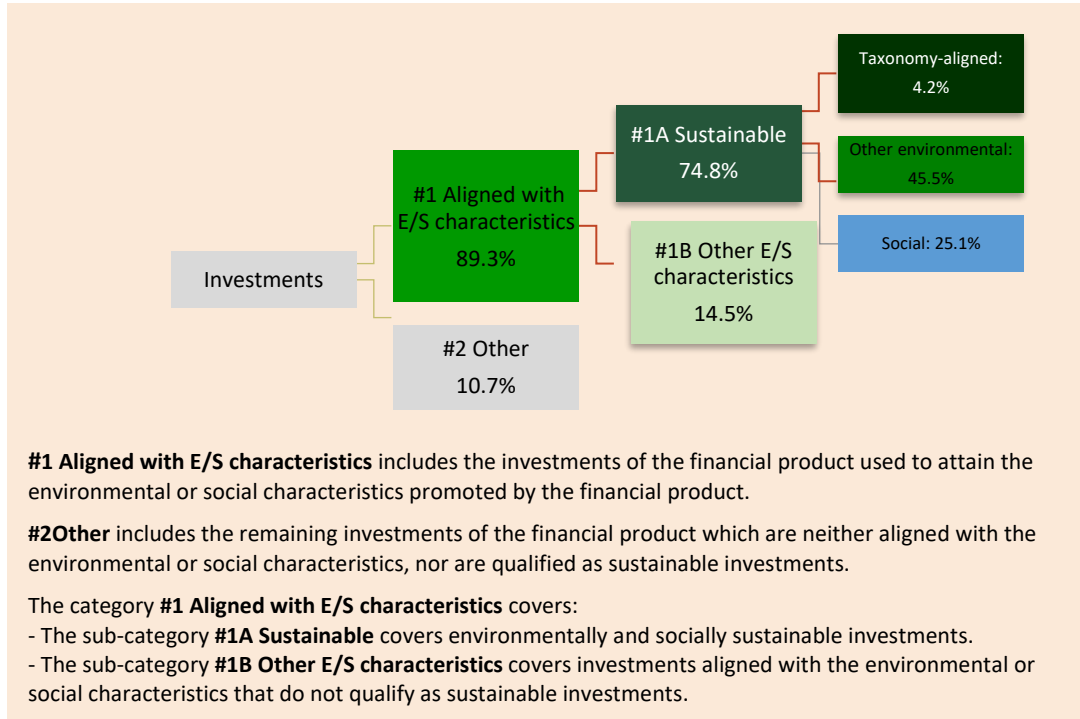 Taxonomy-aligned:
4.2%
#1A Sustainable
74.8%
Other environmental:
45.5%
#1 Aligned with
E/S characteristics
89.3%
Social: 25.1%
#1B Other E/S
characteristics
14.5%
Investments
#2 Other
10.7%
#1 Aligned with E/S characteristics includes the investments of the financial product used to attain the
environmental or social characteristics promoted by the financial product.
#2Other includes the remaining investments of the financial product which are neither aligned with the
environmental or social characteristics, nor are qualified as sustainable investments.
The category #1 Aligned with E/S characteristics covers:
- The sub-category #1A Sustainable covers environmentally and socially sustainable investments.
- The sub-category #1B Other E/S characteristics covers investments aligned with the environmental or
social characteristics that do not qualify as sustainable investments.